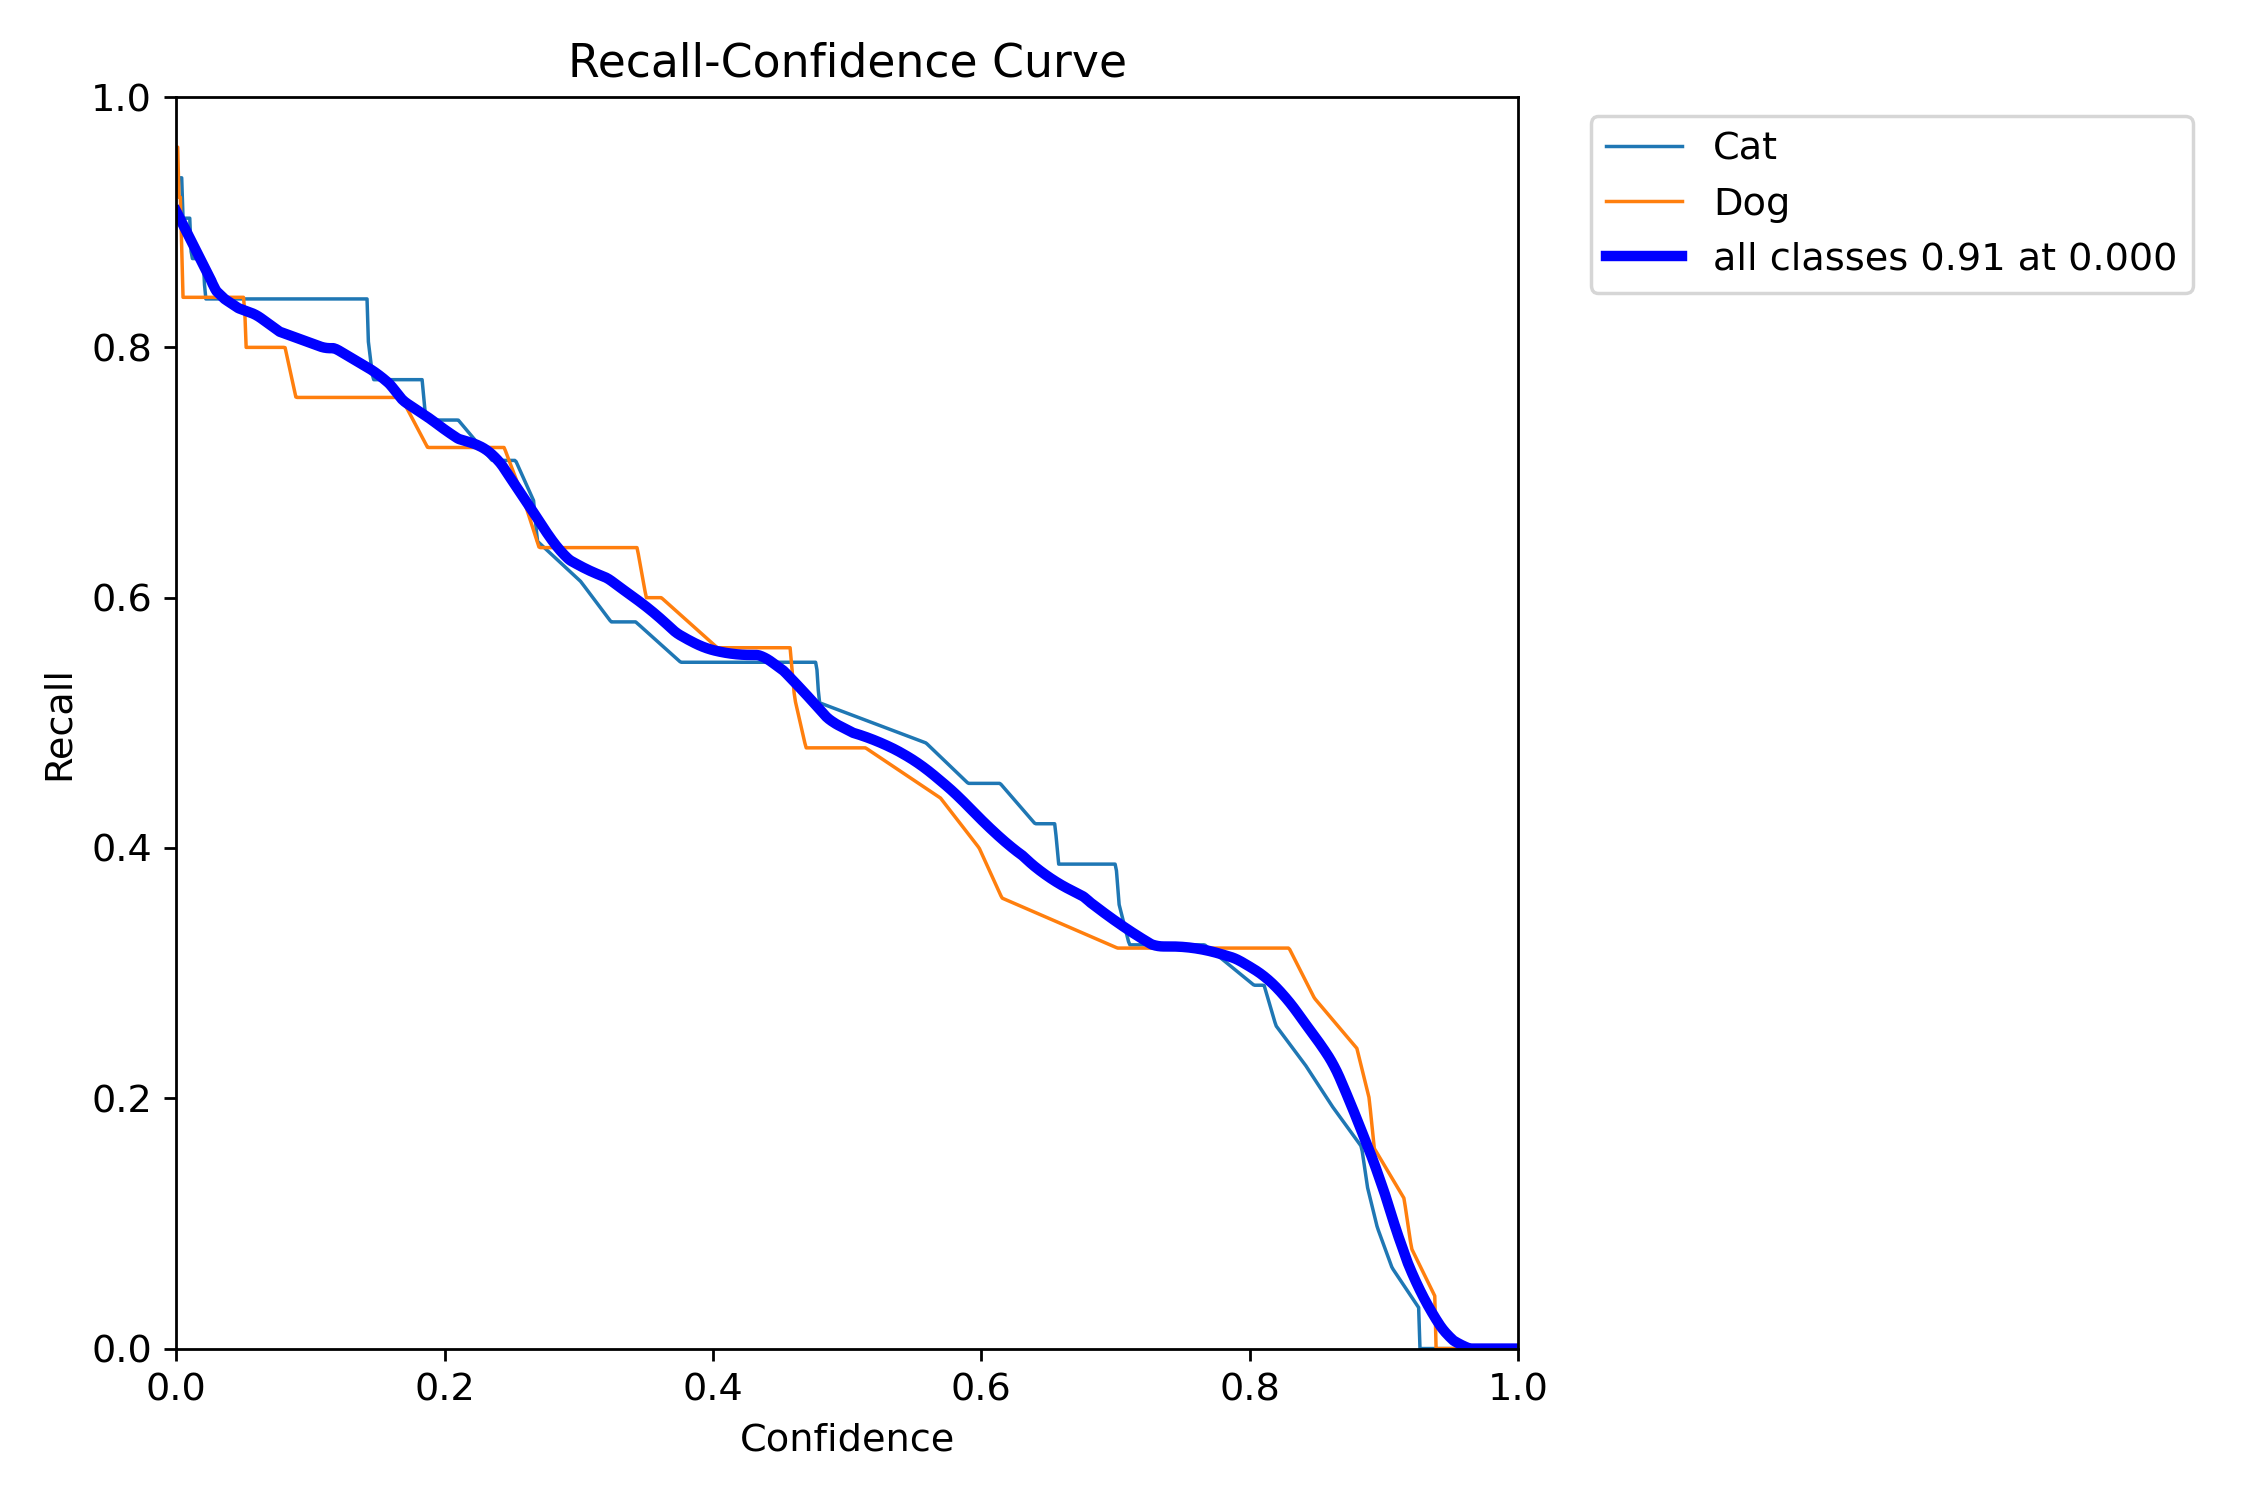 Recall-Confidence Curve
1.0
0.8
0.6
0.4
0.2
0.0
Recall
0.0 0.2 0.4 0.6 0.8 1.0
Confidence
Cat
Dog
all classes 0.91 at 0.000